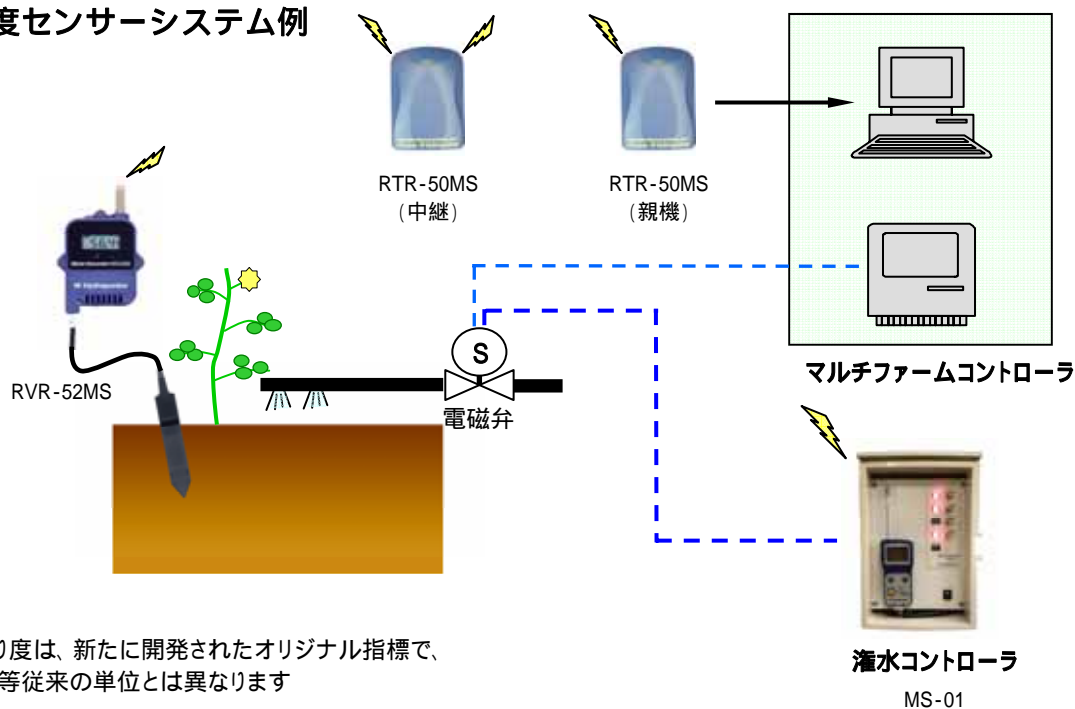 度センサーシステム例
RTR-50MS
（中継）
RTR-50MS
（親機）
RVR-52MS
S
電磁弁
マルチファームコントローラ
灌水コントローラ
MS-01
り度は、新たに開発されたオリジナル指標で、
等従来の単位とは異なります